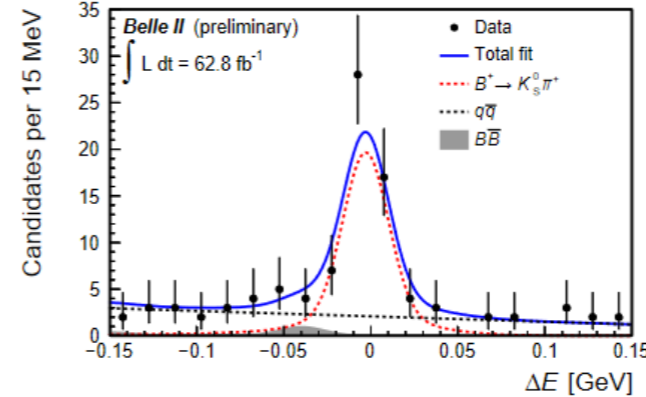 Candidates per 15 MeV
35
30
25
20
15
10
5
0
Belle II (preliminary)
∫ L dt = 62.8 fb⁻¹
Data
Total fit
B⁺→ K⁰_S π⁺
qq̅
BB̅
−0.15 −0.1 −0.05 0 0.05 0.1 0.15
ΔE [GeV]